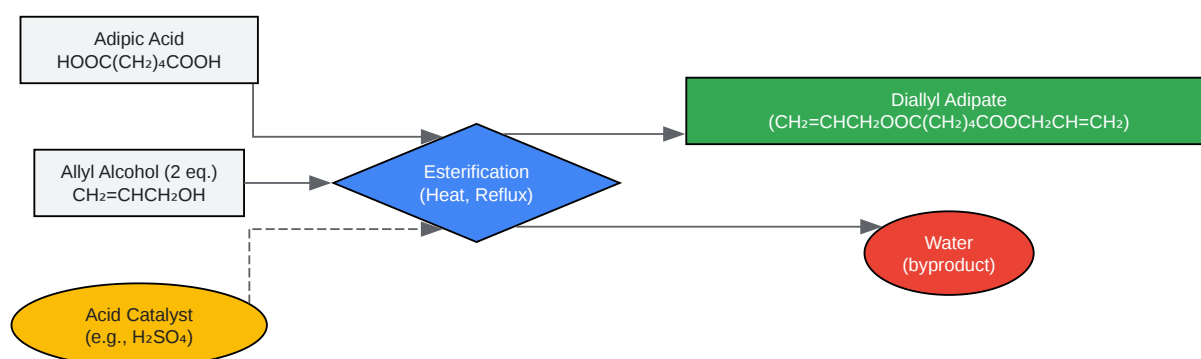 Adipic Acid
HOOC(CH₂)₄COOH
Allyl Alcohol (2 eq.)
CH₂=CHCH₂OH
Acid Catalyst
(e.g., H₂SO₄)
Esterification
(Heat, Reflux)
Diallyl Adipate
(CH₂=CHCH₂OOC(CH₂)₄COOCH₂CH=CH₂)
Water
(byproduct)